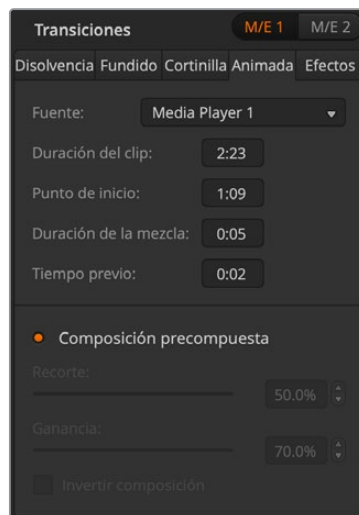 Transiciones M/E 1 M/E 2
Disolvencia Fundido Cortinilla Animada Efectos
Fuente: Media Player 1
Duración del clip: 2:23
Punto de inicio: 1:09
Duración de la mezcla: 0:05
Tiempo previo: 0:02
Composición precompuesta
Recorte:
50.0%
Ganancia:
70.0%
Invertir composición